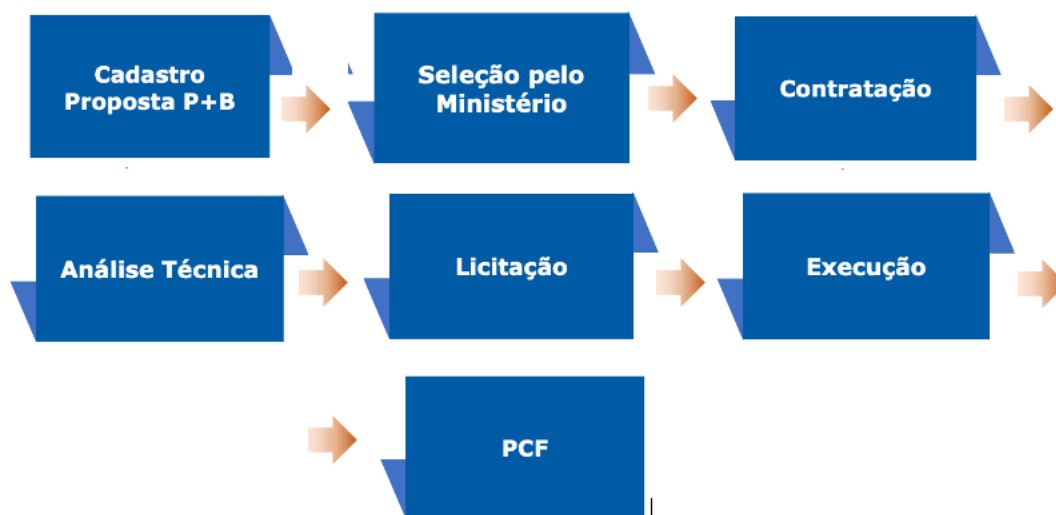 Cadastro
Proposta P+B
Seleção pelo
Ministério
Contratação
Análise Técnica
Licitação
Execução
PCF